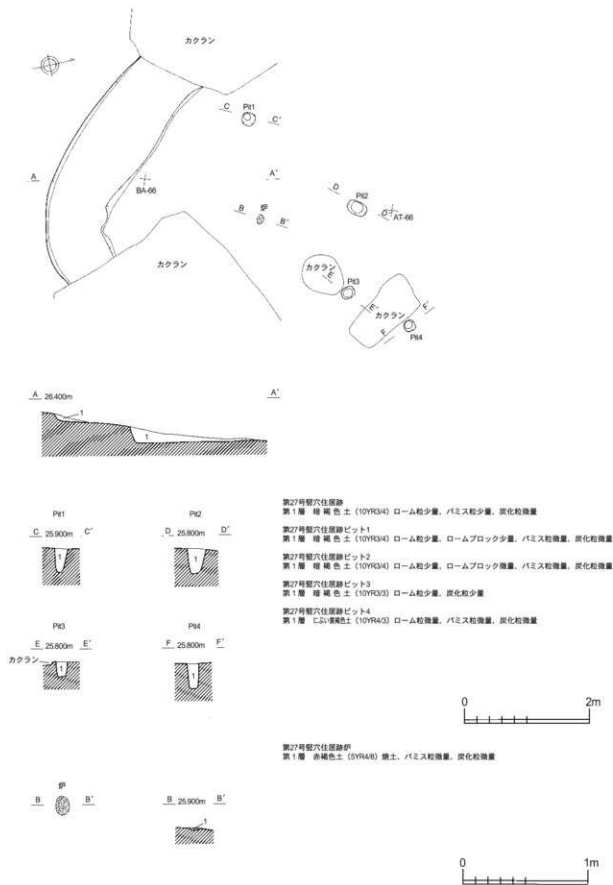 カクラン
C Pit1 C'
A BA-66 A'
D Pit2 D' AT-66
B 炉 B'
カクラン
カクラン E Pit3 E'
カクラン F F' Pit4
A 26.400m A'
1
1
Pit1 Pit2
C 25.900m C' D 25.800m D'
1 1
Pit3 Pit4
E 25.800m E' F 25.800m F'
カクラン
1 1
第27号竪穴住居跡
第1層 暗褐色土(10YR3/4)ローム粒少量、パミス粒少量、炭化粒微量
第27号竪穴住居跡ピット1
第1層 暗褐色土(10YR3/4)ローム粒少量、ロームブロック少量、パミス粒微量、炭化粒微量
第27号竪穴住居跡ピット2
第1層 暗褐色土(10YR3/4)ローム粒少量、ロームブロック微量、パミス粒微量、炭化粒微量
第27号竪穴住居跡ピット3
第1層 暗褐色土(10YR3/3)ローム粒少量、炭化粒少量
第27号竪穴住居跡ピット4
第1層 にぶい黄褐色土(10YR4/3)ローム粒微量、パミス粒微量、炭化粒微量
0 2m
第27号竪穴住居跡炉
第1層 赤褐色土(5YR4/8)焼土、パミス粒微量、炭化粒微量
炉
B B' B 25.900m B'
1
0 1m